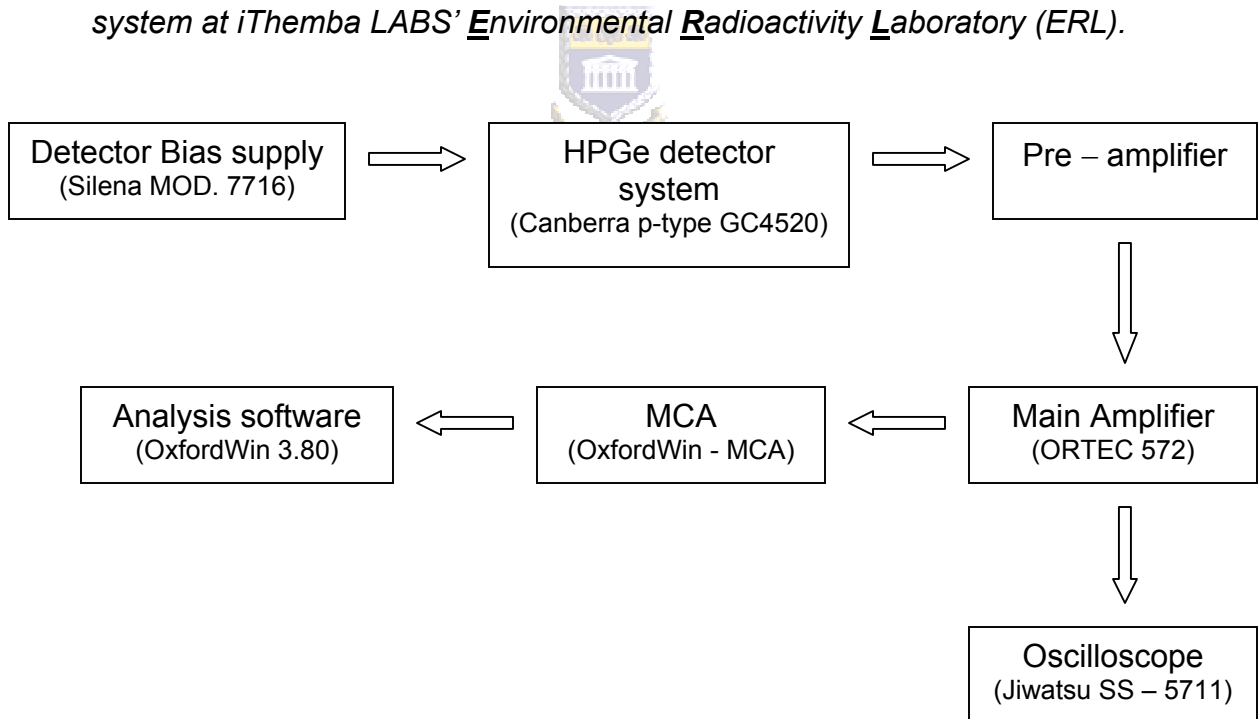 system at iThemba LABS’ Environmental Radioactivity Laboratory (ERL).
Detector Bias supply
(Silena MOD. 7716)
HPGe detector
system
(Canberra p-type GC4520)
Pre – amplifier
Analysis software
(OxfordWin 3.80)
MCA
(OxfordWin - MCA)
Main Amplifier
(ORTEC 572)
Oscilloscope
(Jiwatsu SS – 5711)